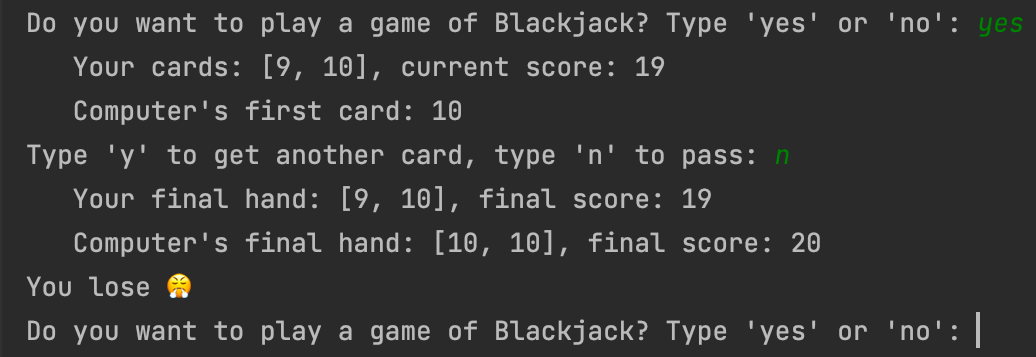 Do you want to play a game of Blackjack? Type 'yes' or 'no': yes
Your cards: [9, 10], current score: 19
Computer's first card: 10
Type 'y' to get another card, type 'n' to pass: n
Your final hand: [9, 10], final score: 19
Computer's final hand: [10, 10], final score: 20
You lose 😤
Do you want to play a game of Blackjack? Type 'yes' or 'no':